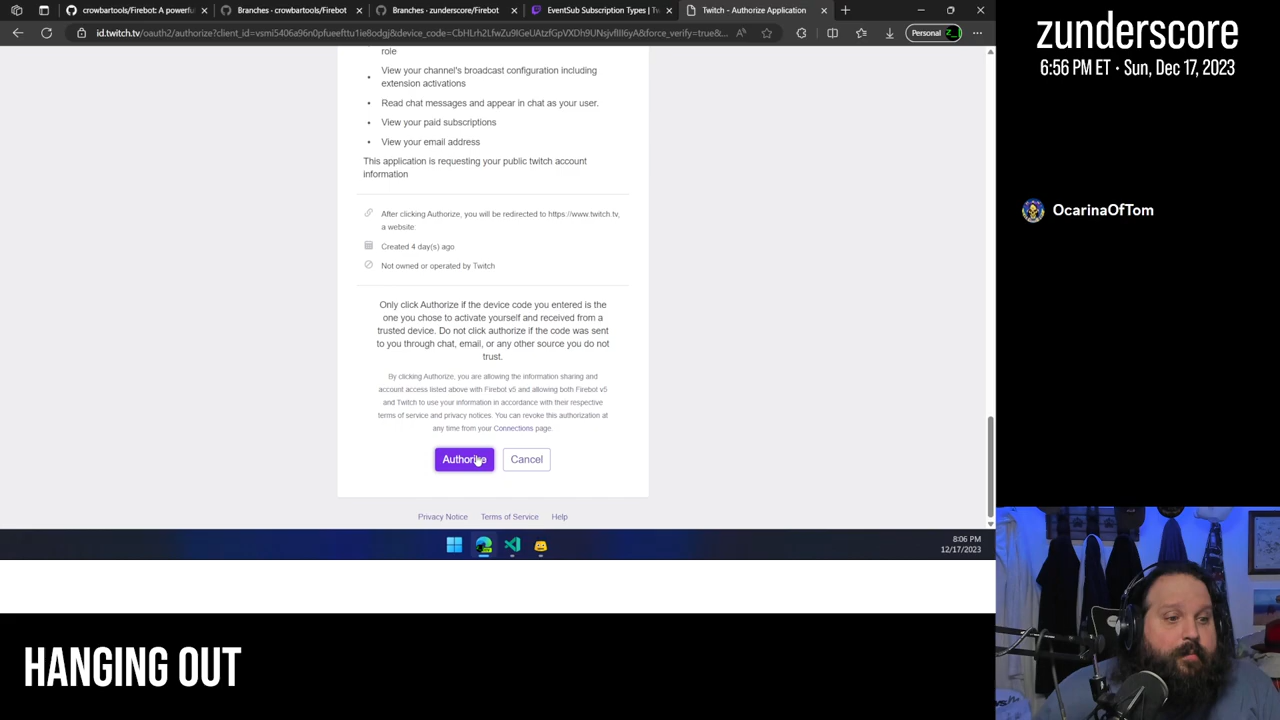 crowbartools/Firebot: A powerfu
Branches · crowbartools/Firebot
Branches · zunderscore/Firebot
EventSub Subscription Types | Tw
Twitch - Authorize Application
id.twitch.tv/oauth2/authorize?client_id=vsmi5406a96n0pfueefttu1ie8odgj&device_code=CbHLrh2LfwZu9IGeUAtzfGpVXDh9UNsjvfIII6yA&force_verify=true&...
Personal
role
View your channel's broadcast configuration including
extension activations
Read chat messages and appear in chat as your user.
View your paid subscriptions
View your email address
This application is requesting your public twitch account
information
After clicking Authorize, you will be redirected to https://www.twitch.tv,
a website.
Created 4 day(s) ago
Not owned or operated by Twitch
Only click Authorize if the device code you entered is the
one you chose to activate yourself and received from a
trusted device. Do not click authorize if the code was sent
to you through chat, email, or any other source you do not
trust.
By clicking Authorize, you are allowing the information sharing and
account access listed above with Firebot v5 and allowing both Firebot v5
and Twitch to use your information in accordance with their respective
terms of service and privacy notices. You can revoke this authorization at
any time from your Connections page.
Authorize
Cancel
Privacy Notice
Terms of Service
Help
8:06 PM
12/17/2023
zunderscore
6:56 PM ET · Sun, Dec 17, 2023
OcarinaOfTom
HANGING OUT